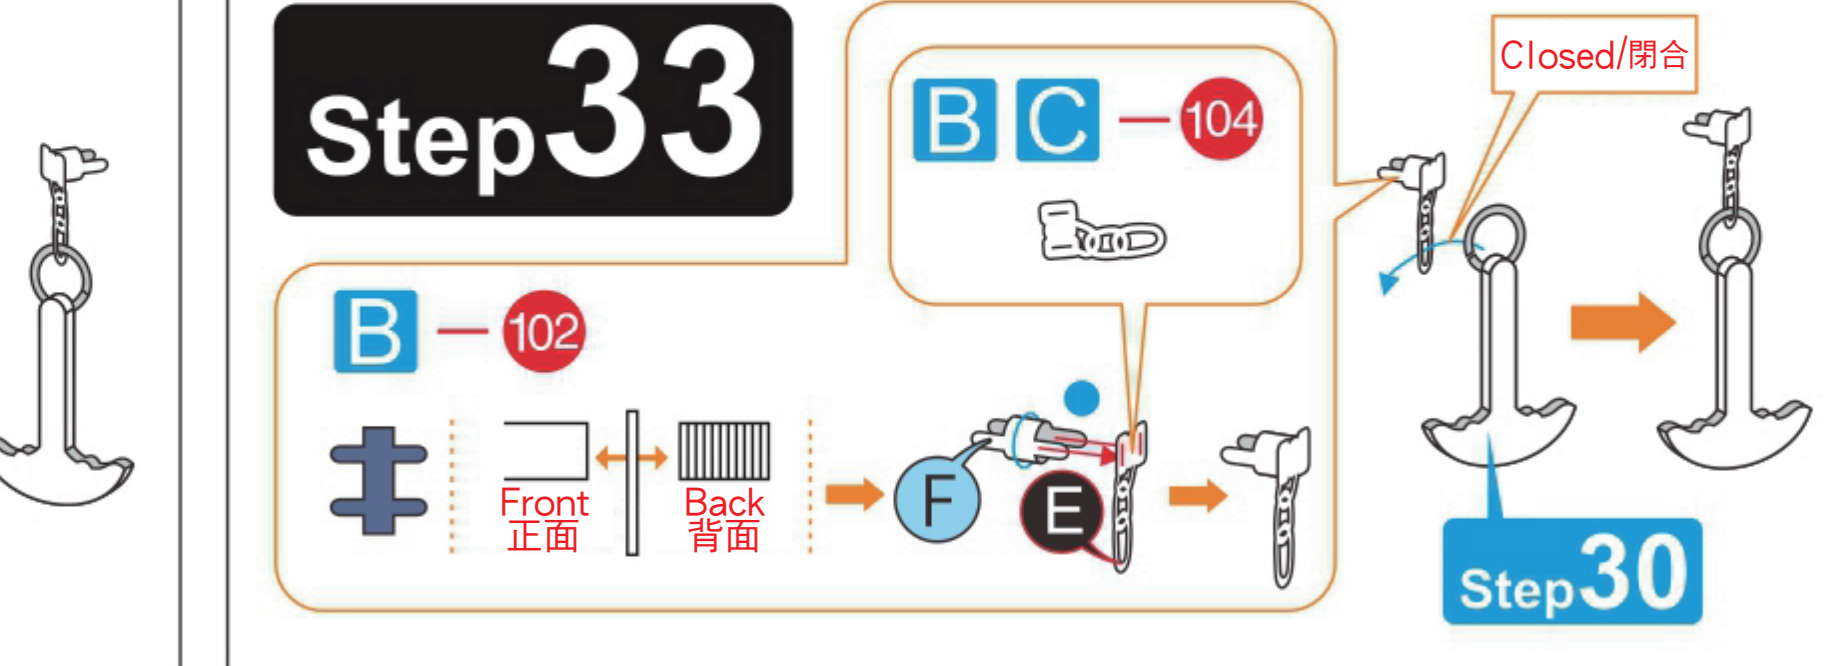 Step33
B C — 104
Closed/閉合
B — 102
Front
正面
Back
背面
F
E
Step30